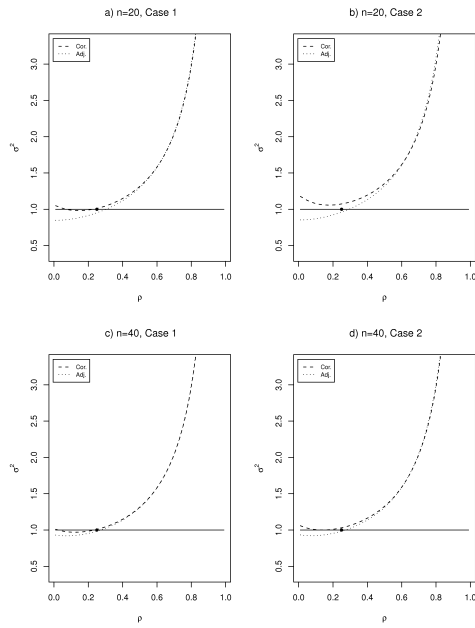 a) n=20, Case 1
Cor.
Adj.
σ²
0.5 1.0 1.5 2.0 2.5 3.0
0.0 0.2 0.4 0.6 0.8 1.0
ρ
b) n=20, Case 2
Cor.
Adj.
σ²
0.5 1.0 1.5 2.0 2.5 3.0
0.0 0.2 0.4 0.6 0.8 1.0
ρ
c) n=40, Case 1
Cor.
Adj.
σ²
0.5 1.0 1.5 2.0 2.5 3.0
0.0 0.2 0.4 0.6 0.8 1.0
ρ
d) n=40, Case 2
Cor.
Adj.
σ²
0.5 1.0 1.5 2.0 2.5 3.0
0.0 0.2 0.4 0.6 0.8 1.0
ρ